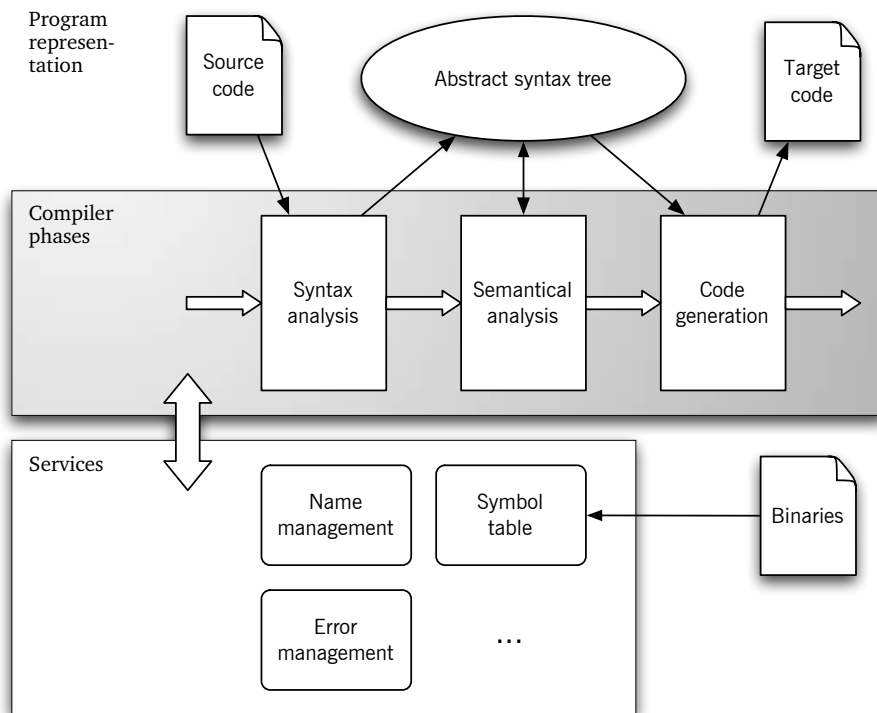 Program
represen-
tation
Source
code
Abstract syntax tree
Target
code
Compiler
phases
Syntax
analysis
Semantical
analysis
Code
generation
Services
Name
management
Symbol
table
Binaries
Error
management
...